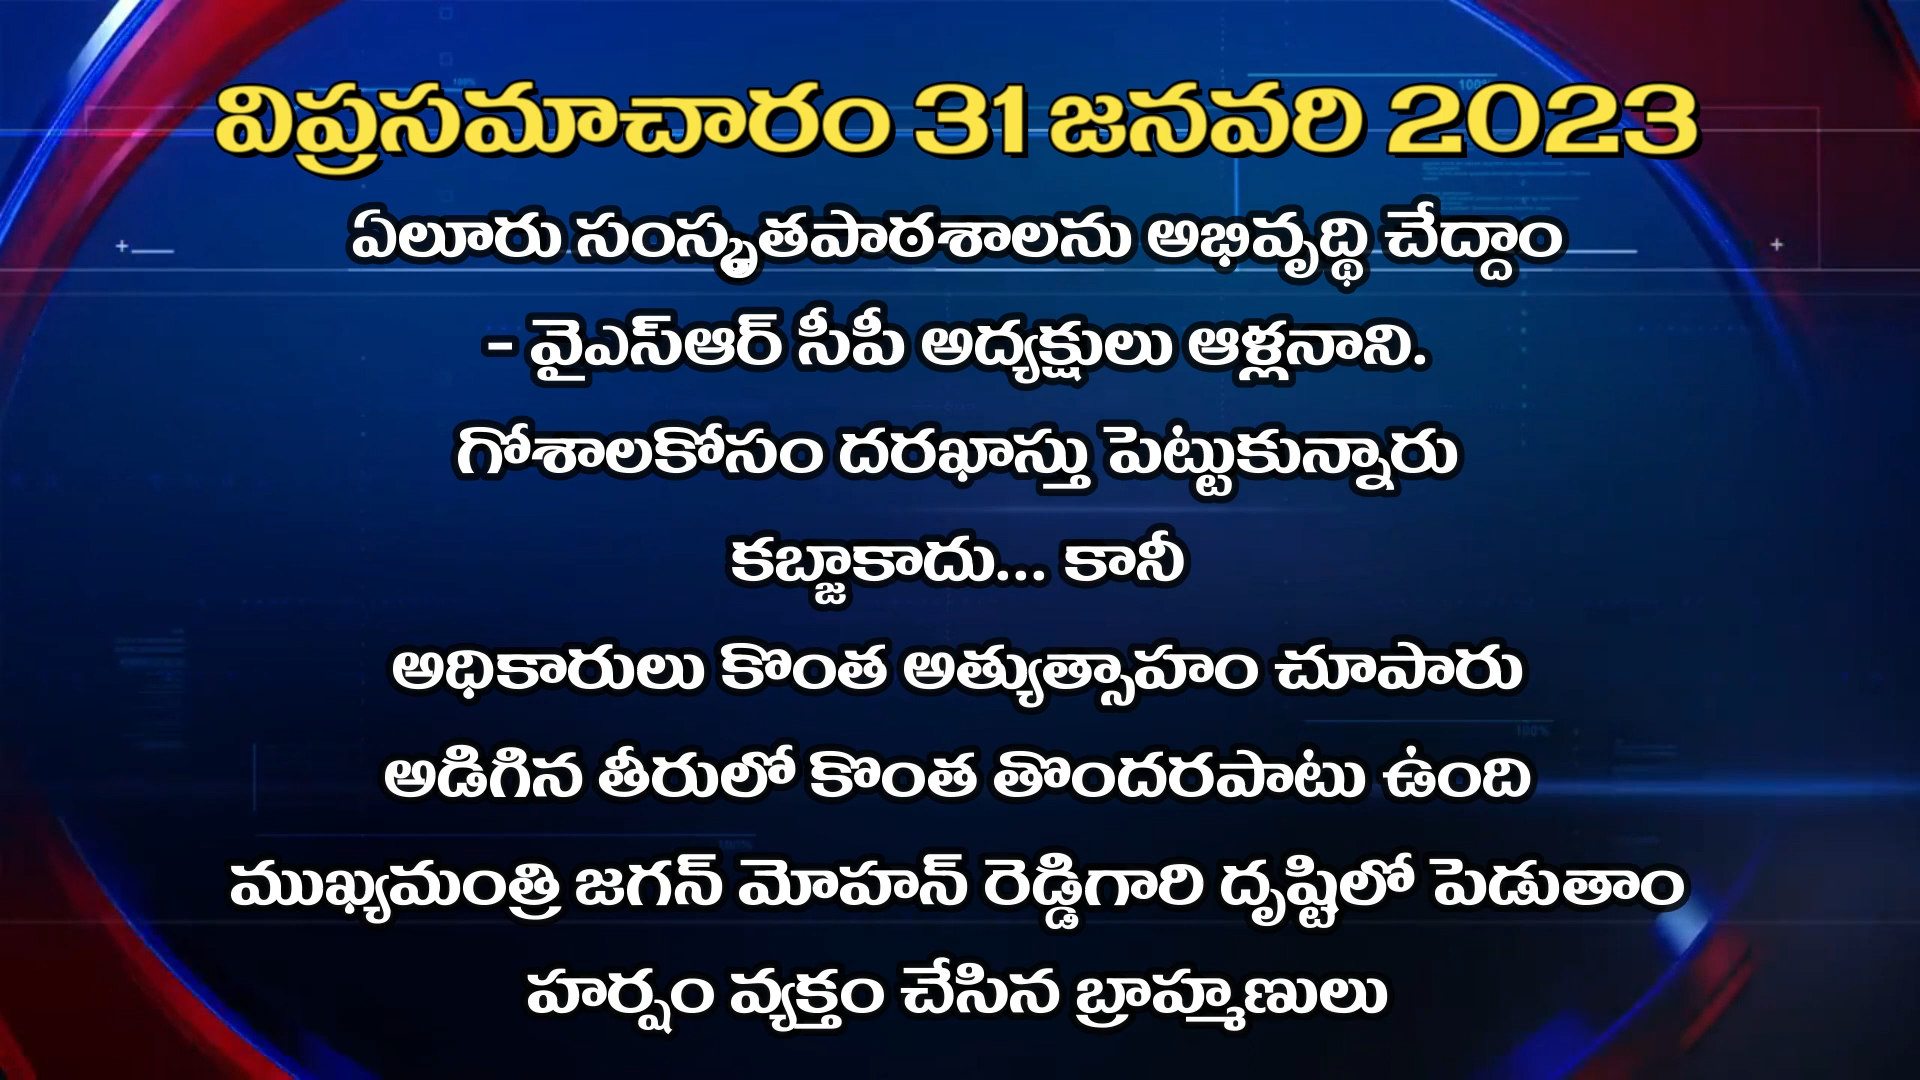 విప్రసమాచారం 31 జనవరి 2023
ఏలూరు సంస్కృతపాఠశాలను అభివృద్ధి చేద్దాం
- వైఎస్ఆర్ సీపీ అద్యక్షులు ఆళ్లనాని.
గోశాలకోసం దరఖాస్తు పెట్టుకున్నారు
కబ్జాకాదు... కానీ
అధికారులు కొంత అత్యుత్సాహం చూపారు
అడిగిన తీరులో కొంత తొందరపాటు ఉంది
ముఖ్యమంత్రి జగన్ మోహన్ రెడ్డిగారి దృష్టిలో పెడుతాం
హర్షం వ్యక్తం చేసిన బ్రాహ్మణులు